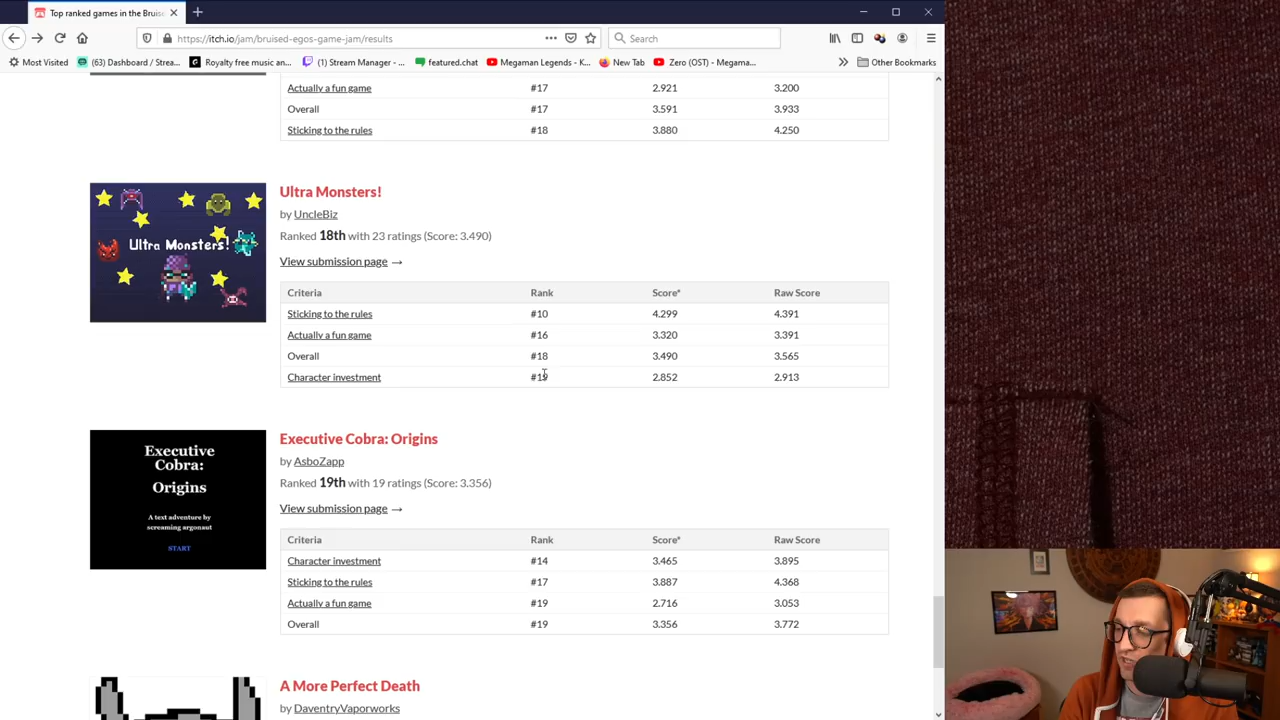 Top ranked games in the Bruise
https://itch.io/jam/bruised-egos-game-jam/results
Search
Most Visited
(63) Dashboard / Strea...
Royalty free music an...
(1) Stream Manager - ...
featured.chat
Megaman Legends - K...
New Tab
Zero (OST) - Megama...
Other Bookmarks
Actually a fun game #17 2.921 3.200
Overall #17 3.591 3.933
Sticking to the rules #18 3.880 4.250
Ultra Monsters!
Ultra Monsters!
by UncleBiz
Ranked 18th with 23 ratings (Score: 3.490)
View submission page →
Criteria Rank Score* Raw Score
Sticking to the rules #10 4.299 4.391
Actually a fun game #16 3.320 3.391
Overall #18 3.490 3.565
Character investment #19 2.852 2.913
Executive Cobra: Origins
A text adventure by
screaming argonaut
START
Executive Cobra: Origins
by AsboZapp
Ranked 19th with 19 ratings (Score: 3.356)
View submission page →
Criteria Rank Score* Raw Score
Character investment #14 3.465 3.895
Sticking to the rules #17 3.887 4.368
Actually a fun game #19 2.716 3.053
Overall #19 3.356 3.772
A More Perfect Death
by DaventryVaporworks